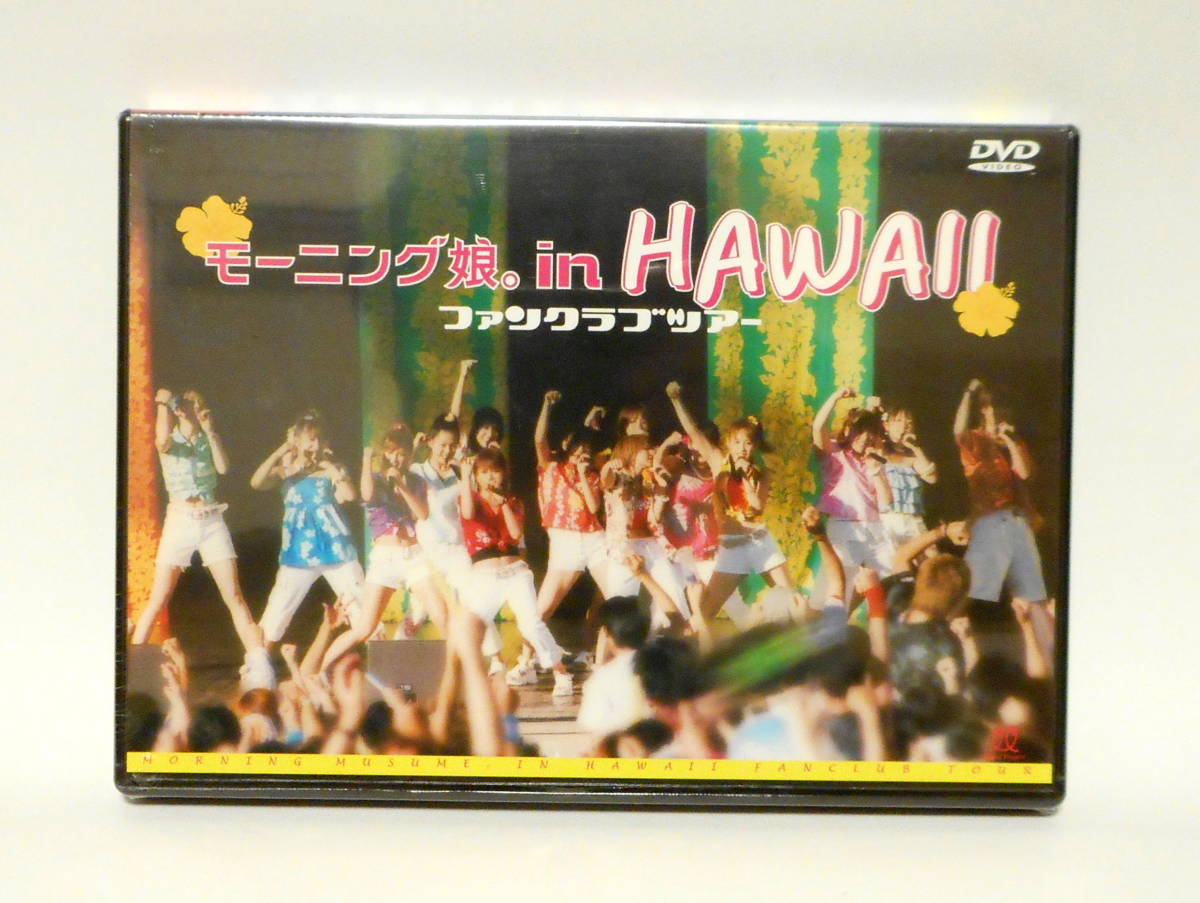 DVD
VIDEO
モーニング娘。in HAWAII
ファンクラブツアー
MORNING MUSUME. IN HAWAII FANCLUB TOUR